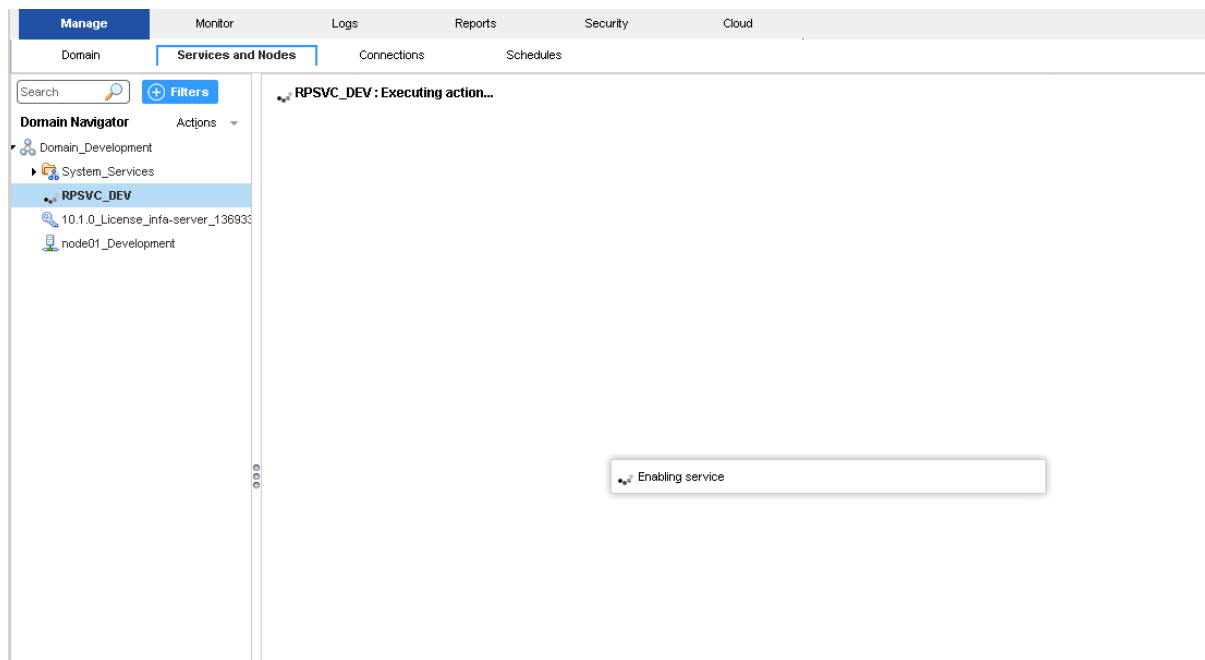 Manage Monitor Logs Reports Security Cloud
Domain Services and Nodes Connections Schedules
Search Filters
RPSVC_DEV : Executing action...
Domain Navigator Actions
Domain_Development
System_Services
RPSVC_DEV
10.1.0_License_infa-server_136933
node01_Development
Enabling service